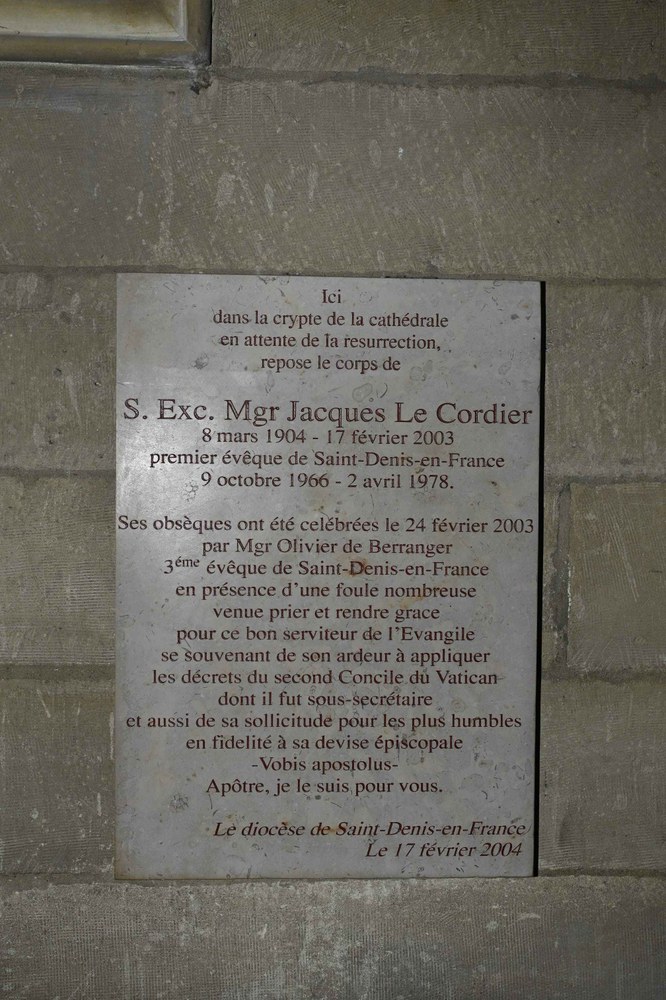 Ici
dans la crypte de la cathédrale
en attente de la resurrection,
repose le corps de
S. Exc. Mgr Jacques Le Cordier
8 mars 1904 - 17 février 2003
premier évêque de Saint-Denis-en-France
9 octobre 1966 - 2 avril 1978.
Ses obsèques ont été celébrées le 24 février 2003
par Mgr Olivier de Berranger
3éme évêque de Saint-Denis-en-France
en présence d'une foule nombreuse
venue prier et rendre grace
pour ce bon serviteur de l'Evangile
se souvenant de son ardeur à appliquer
les décrets du second Concile du Vatican
dont il fut sous-secrétaire
et aussi de sa sollicitude pour les plus humbles
en fidelité à sa devise épiscopale
-Vobis apostolus-
Apôtre, je le suis pour vous.
Le diocèse de Saint-Denis-en-France
Le 17 février 2004